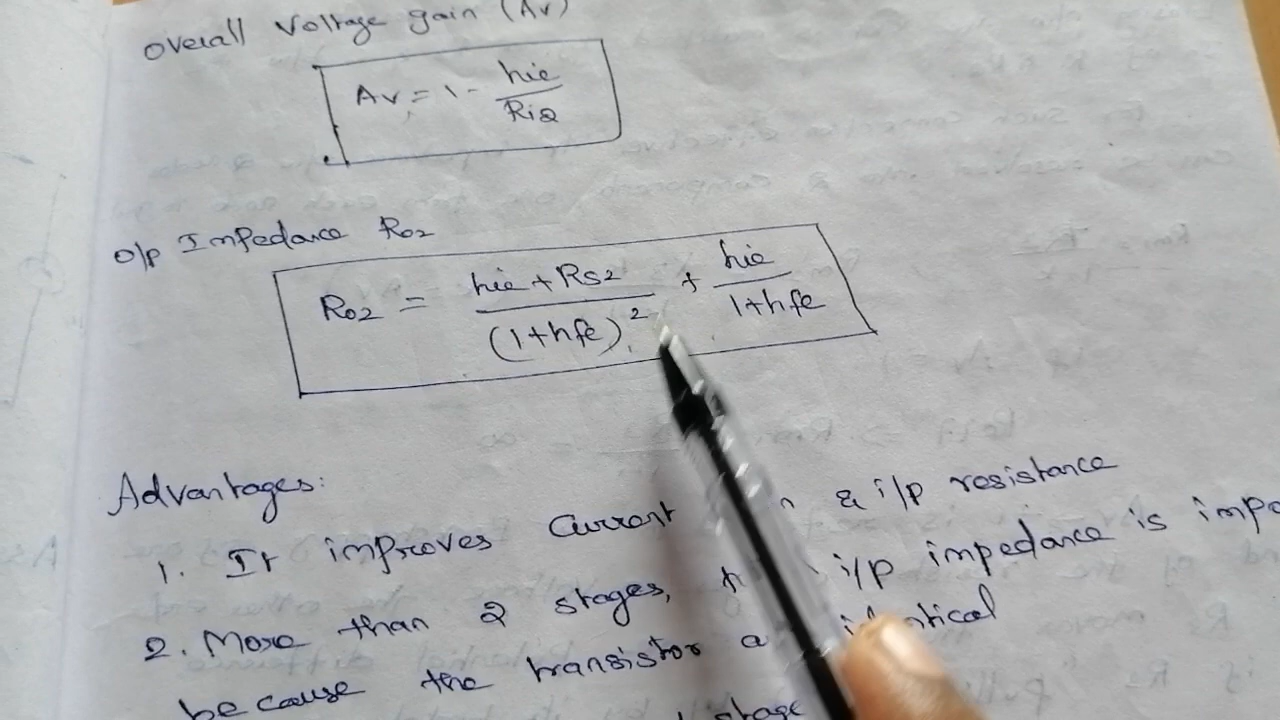 Overall Voltage gain (Av)
Av = 1 - hie / Ri2
O/p Impedance Ro2
Ro2 = hie + Rs2 / (1+hfe)² + hie / 1+hfe
Advantages:
1. It improves Current & i/p resistance
2. More than 2 stages, i/p impedance is
because the transistor
stage